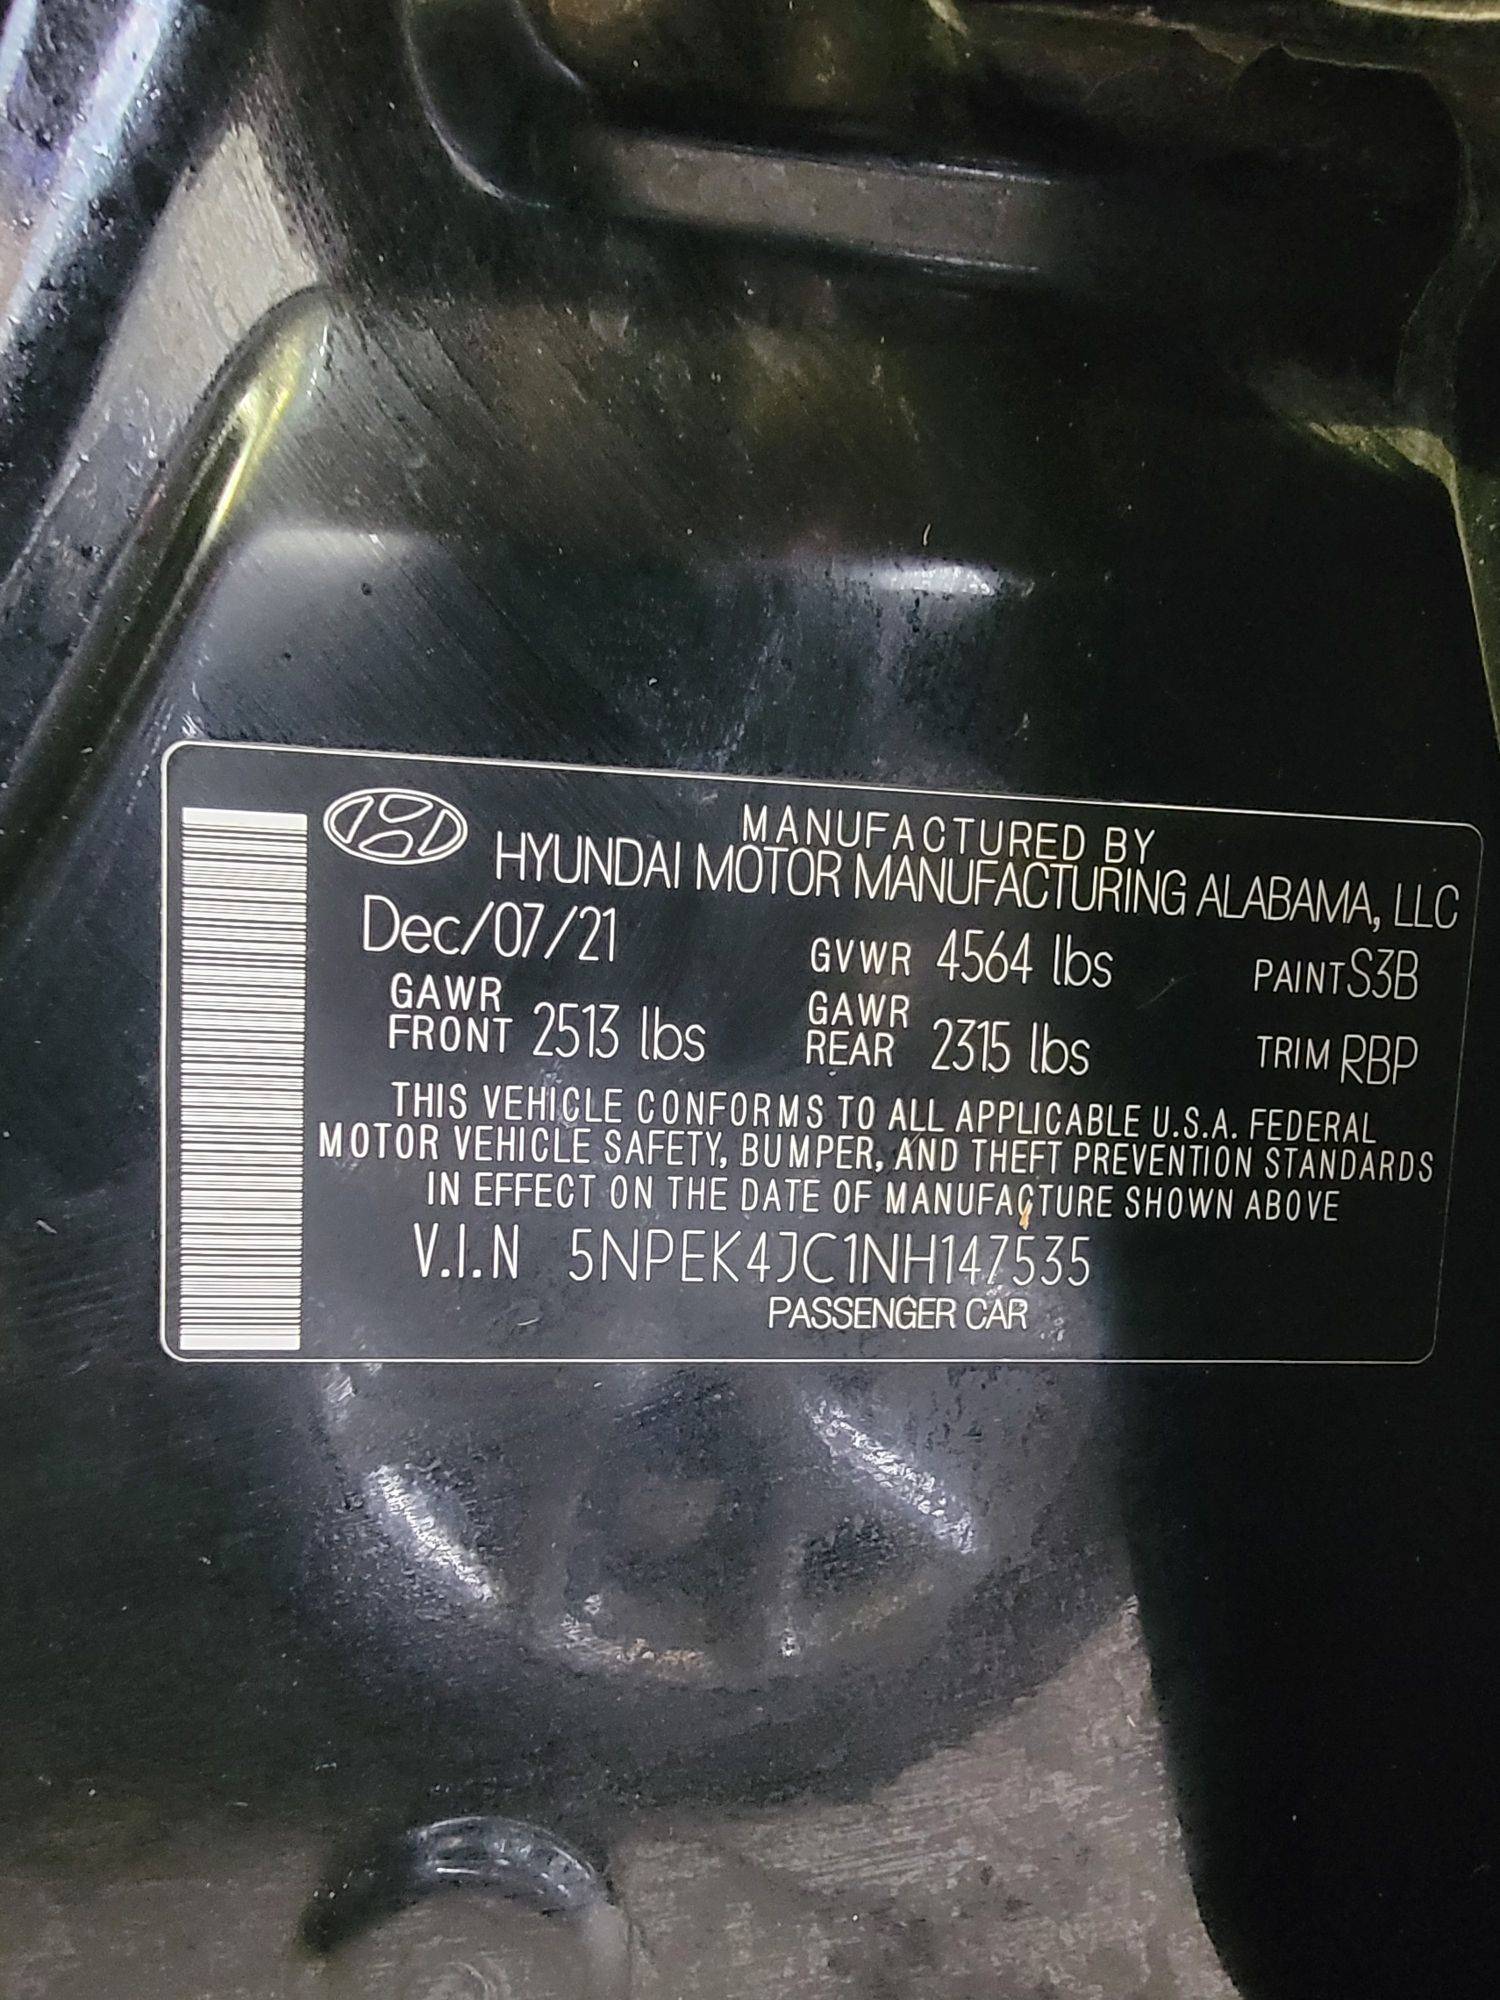 MANUFACTURED BY
HYUNDAI MOTOR MANUFACTURING ALABAMA, LLC
Dec/07/21 GVWR 4564 lbs PAINT S3B
GAWR FRONT 2513 lbs GAWR REAR 2315 lbs TRIM RBP
THIS VEHICLE CONFORMS TO ALL APPLICABLE U.S.A. FEDERAL
MOTOR VEHICLE SAFETY, BUMPER, AND THEFT PREVENTION STANDARDS
IN EFFECT ON THE DATE OF MANUFACTURE SHOWN ABOVE
V.I.N 5NPEK4JC1NH147535
PASSENGER CAR